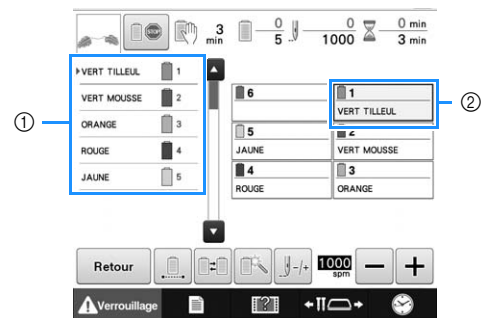 3 min
0
5
0
1000
0 min
3 min
VERT TILLEUL 1
VERT MOUSSE 2
ORANGE 3
ROUGE 4
JAUNE 5
6
1
VERT TILLEUL
5
JAUNE
2
VERT MOUSSE
4
ROUGE
3
ORANGE
①
②
Retour
-/+
1000
spm
− +
Verrouillage